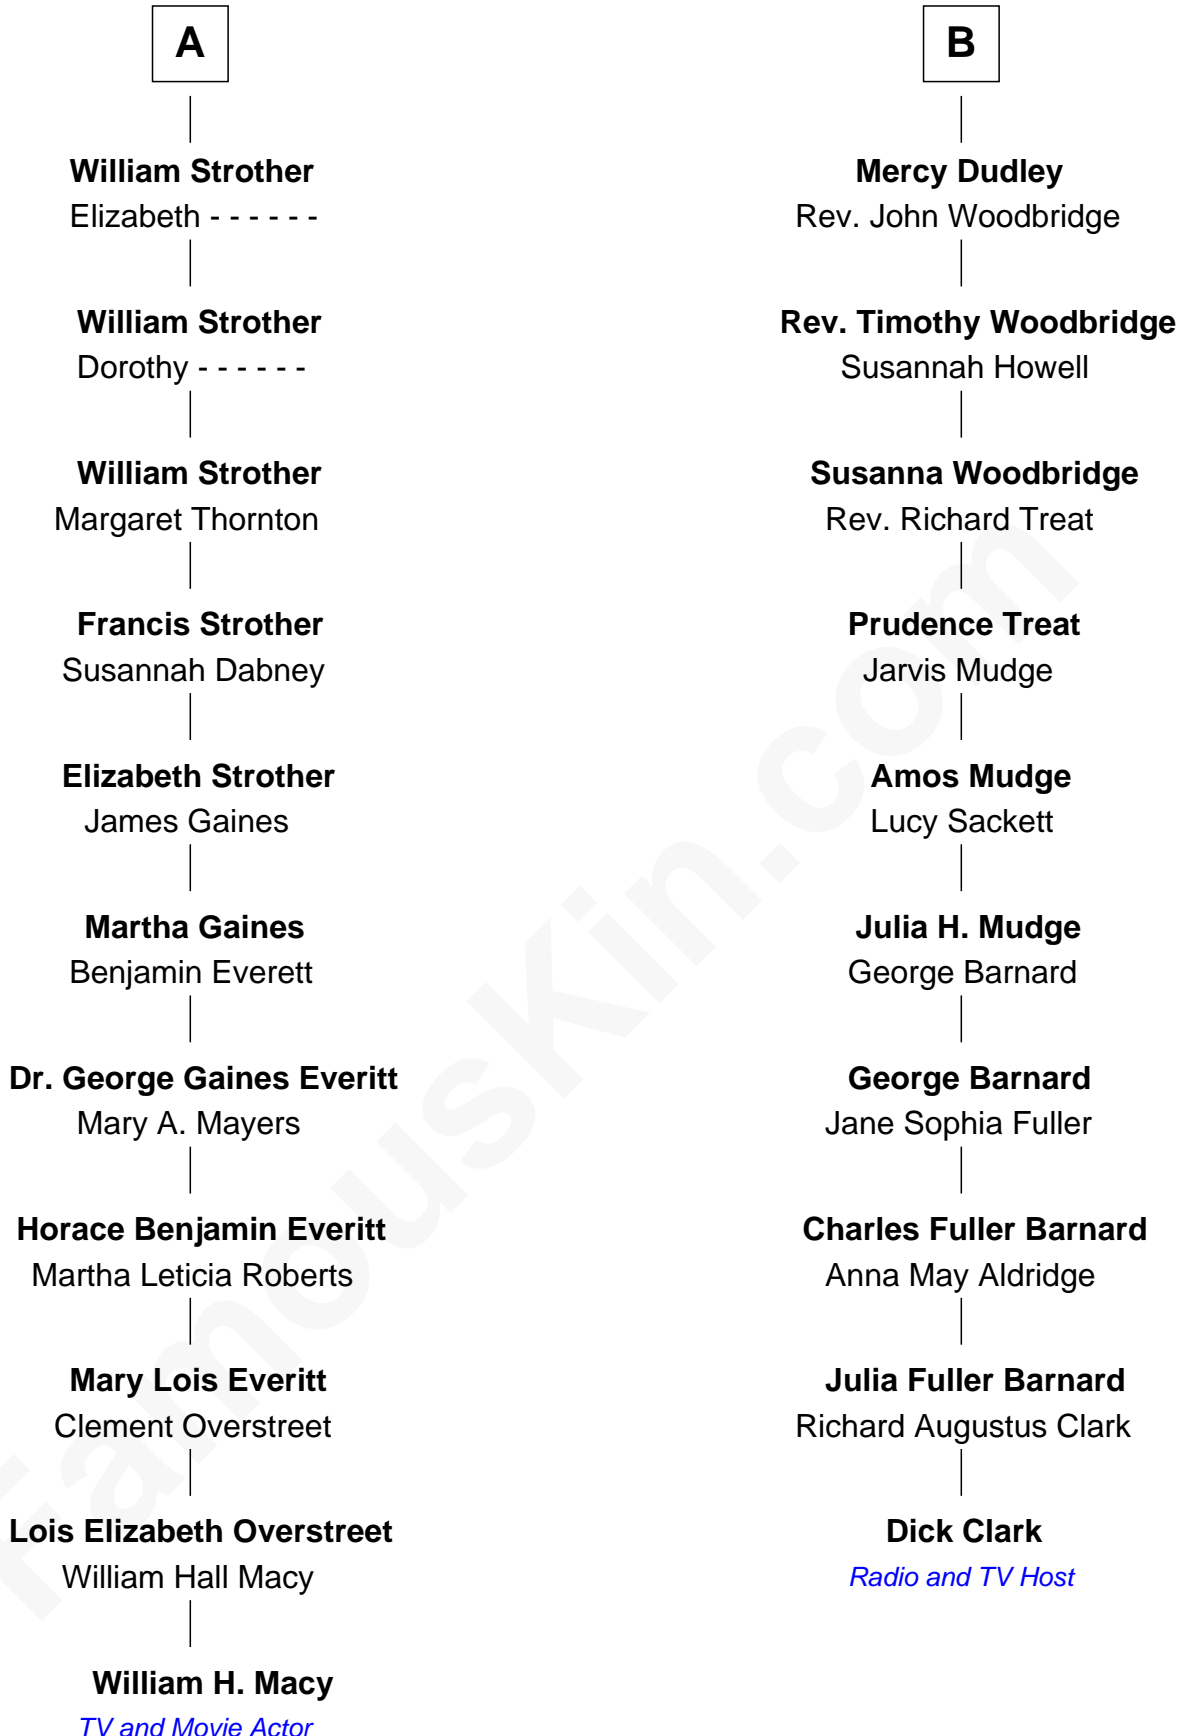 A
William Strother
Elizabeth - - - - - -
William Strother
Dorothy - - - - - -
William Strother
Margaret Thornton
Francis Strother
Susannah Dabney
Elizabeth Strother
James Gaines
Martha Gaines
Benjamin Everett
Dr. George Gaines Everitt
Mary A. Mayers
Horace Benjamin Everitt
Martha Leticia Roberts
Mary Lois Everitt
Clement Overstreet
Lois Elizabeth Overstreet
William Hall Macy
William H. Macy
TV and Movie Actor
B
Mercy Dudley
Rev. John Woodbridge
Rev. Timothy Woodbridge
Susannah Howell
Susanna Woodbridge
Rev. Richard Treat
Prudence Treat
Jarvis Mudge
Amos Mudge
Lucy Sackett
Julia H. Mudge
George Barnard
George Barnard
Jane Sophia Fuller
Charles Fuller Barnard
Anna May Aldridge
Julia Fuller Barnard
Richard Augustus Clark
Dick Clark
Radio and TV Host
FamousKin.com